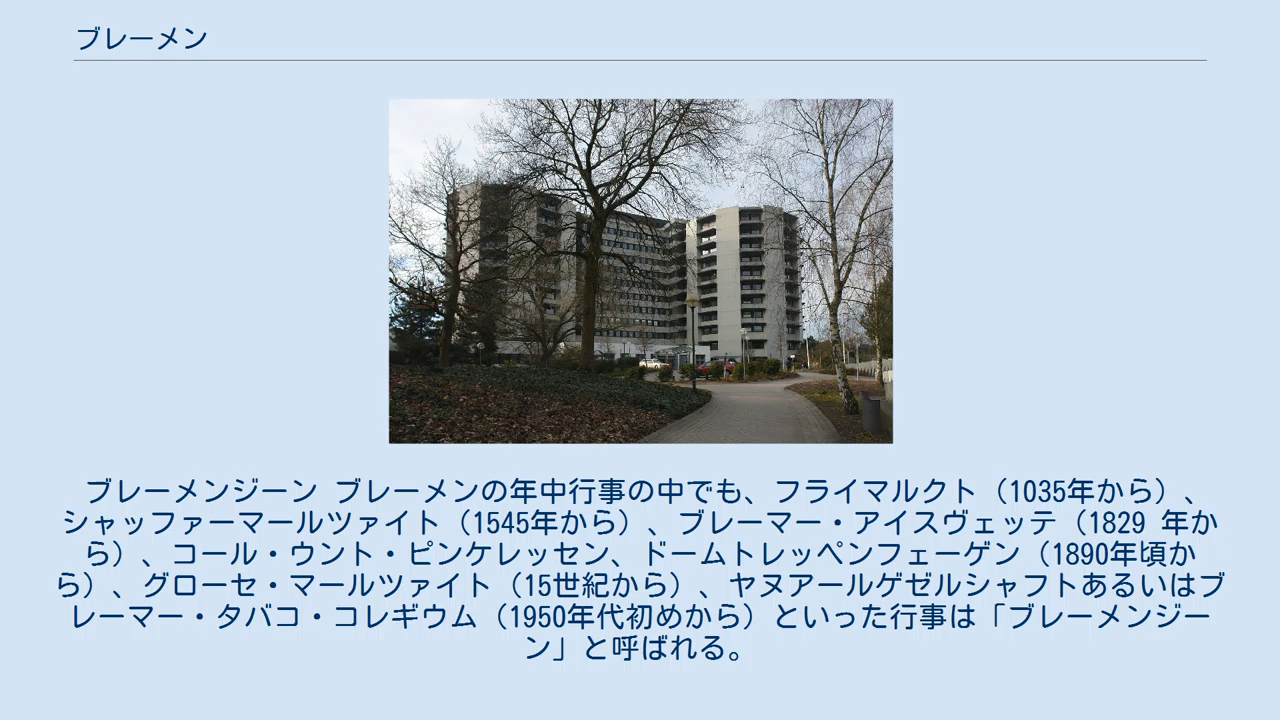 ブレーメン
ブレーメンジーン ブレーメンの年中行事の中でも、フライマルクト（1035年から）、
シャッファーマールツァイト（1545年から）、ブレーマー・アイスヴェッテ（1829 年か
ら）、コール・ウント・ピンケレッセン、ドームトレッペンフェーゲン（1890年頃か
ら）、グローセ・マールツァイト（15世紀から）、ヤヌアールゲゼルシャフトあるいはブ
レーマー・タバコ・コレギウム（1950年代初めから）といった行事は「ブレーメンジー
ン」と呼ばれる。